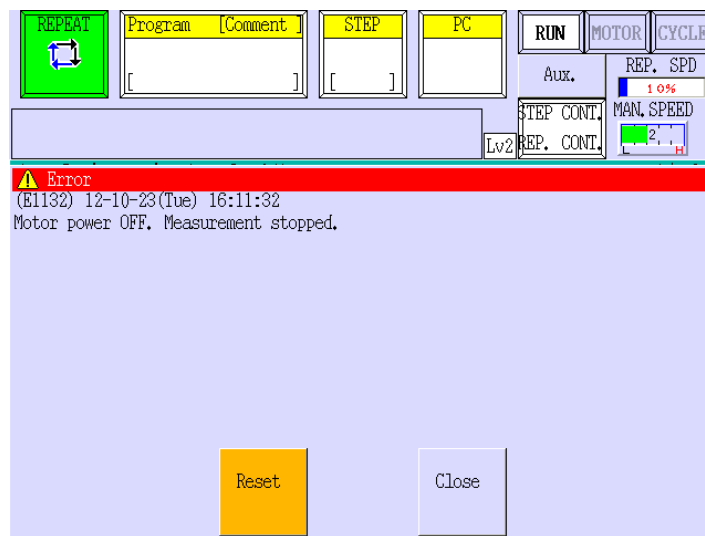 REPEAT
Program [Comment ]
[ ]
STEP
[ ]
PC
RUN
MOTOR
CYCLE
Aux.
REP. SPD
10%
STEP CONT.
REP. CONT.
MAN. SPEED
2
L H
Lv2
Error
(E1132) 12-10-23(Tue) 16:11:32
Motor power OFF. Measurement stopped.
Reset
Close